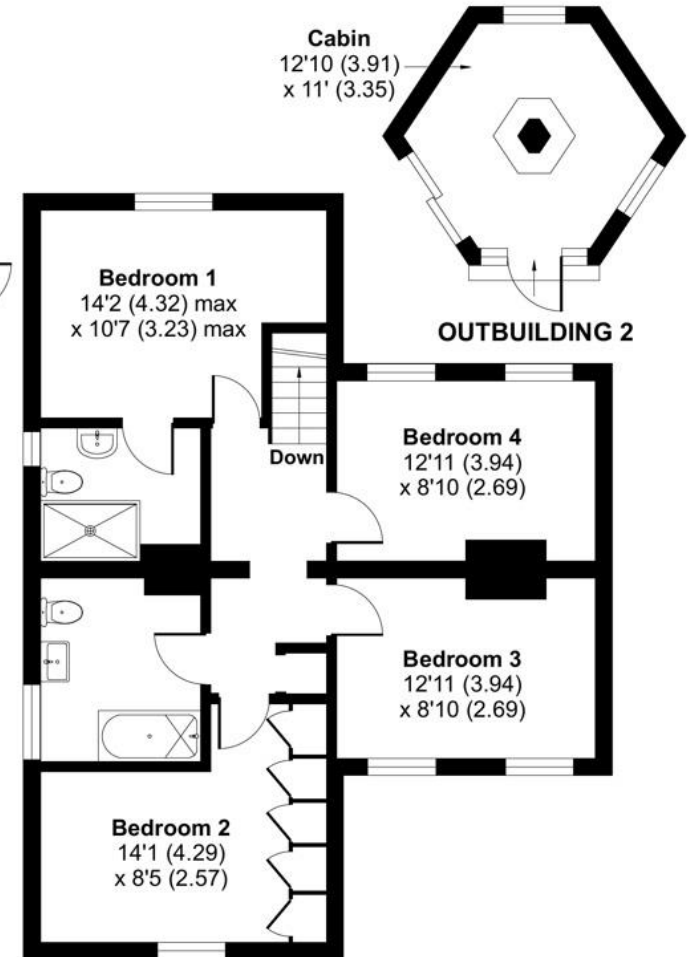 Cabin
12'10 (3.91)
x 11' (3.35)
OUTBUILDING 2
Bedroom 1
14'2 (4.32) max
x 10'7 (3.23) max
Down
Bedroom 4
12'11 (3.94)
x 8'10 (2.69)
Bedroom 3
12'11 (3.94)
x 8'10 (2.69)
Bedroom 2
14'1 (4.29)
x 8'5 (2.57)